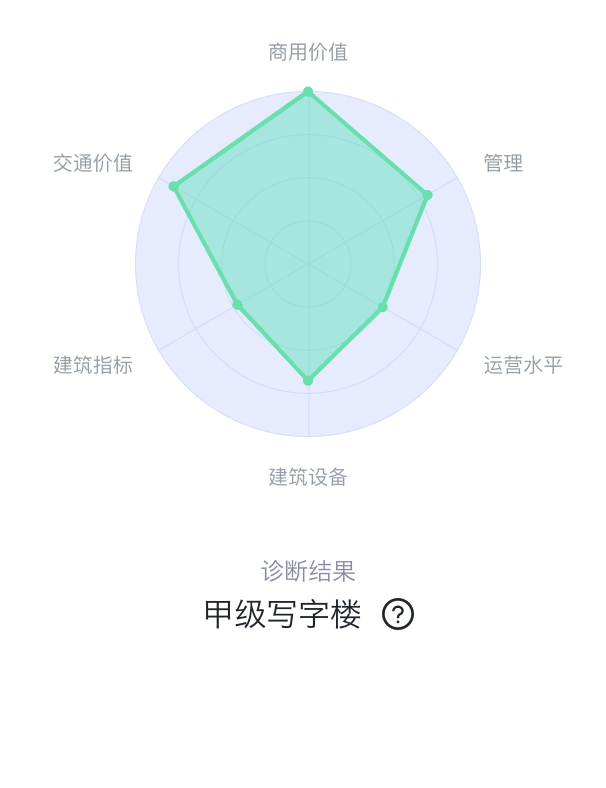 商用价值
交通价值
管理
建筑指标
运营水平
建筑设备
诊断结果
甲级写字楼 ?